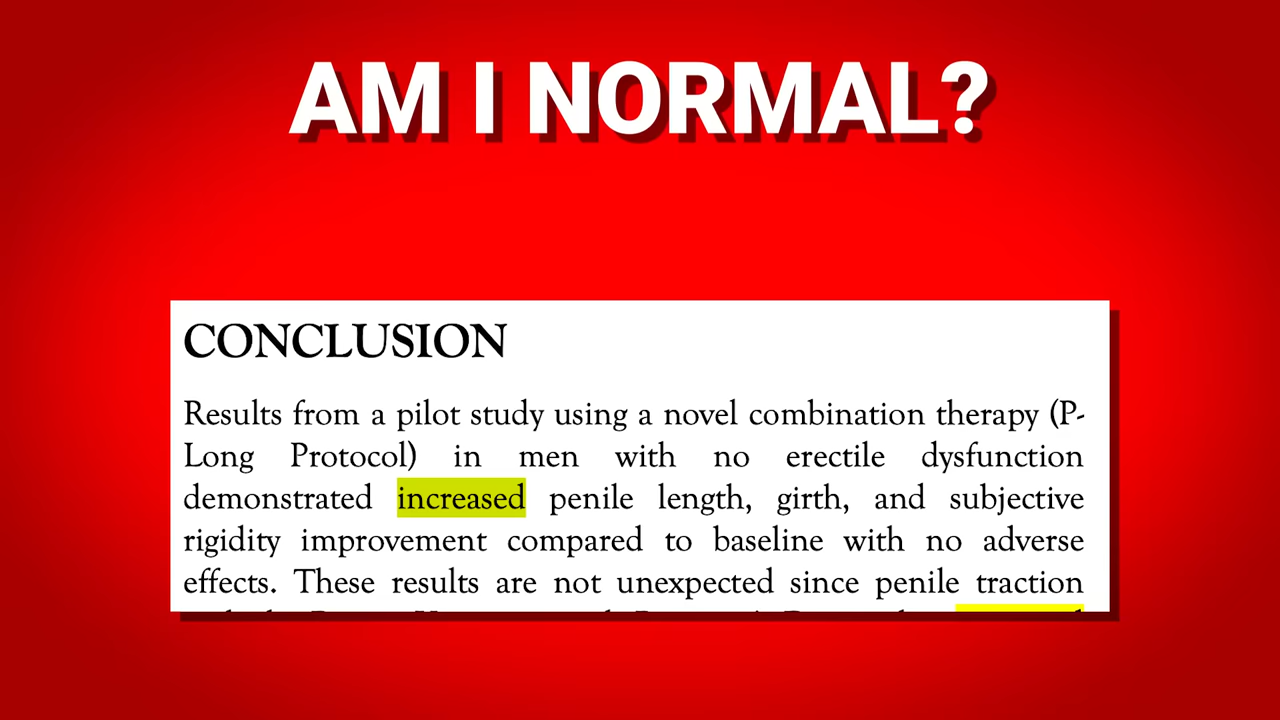 AM I NORMAL?
CONCLUSION
Results from a pilot study using a novel combination therapy (P-
Long Protocol) in men with no erectile dysfunction
demonstrated increased penile length, girth, and subjective
rigidity improvement compared to baseline with no adverse
effects. These results are not unexpected since penile traction